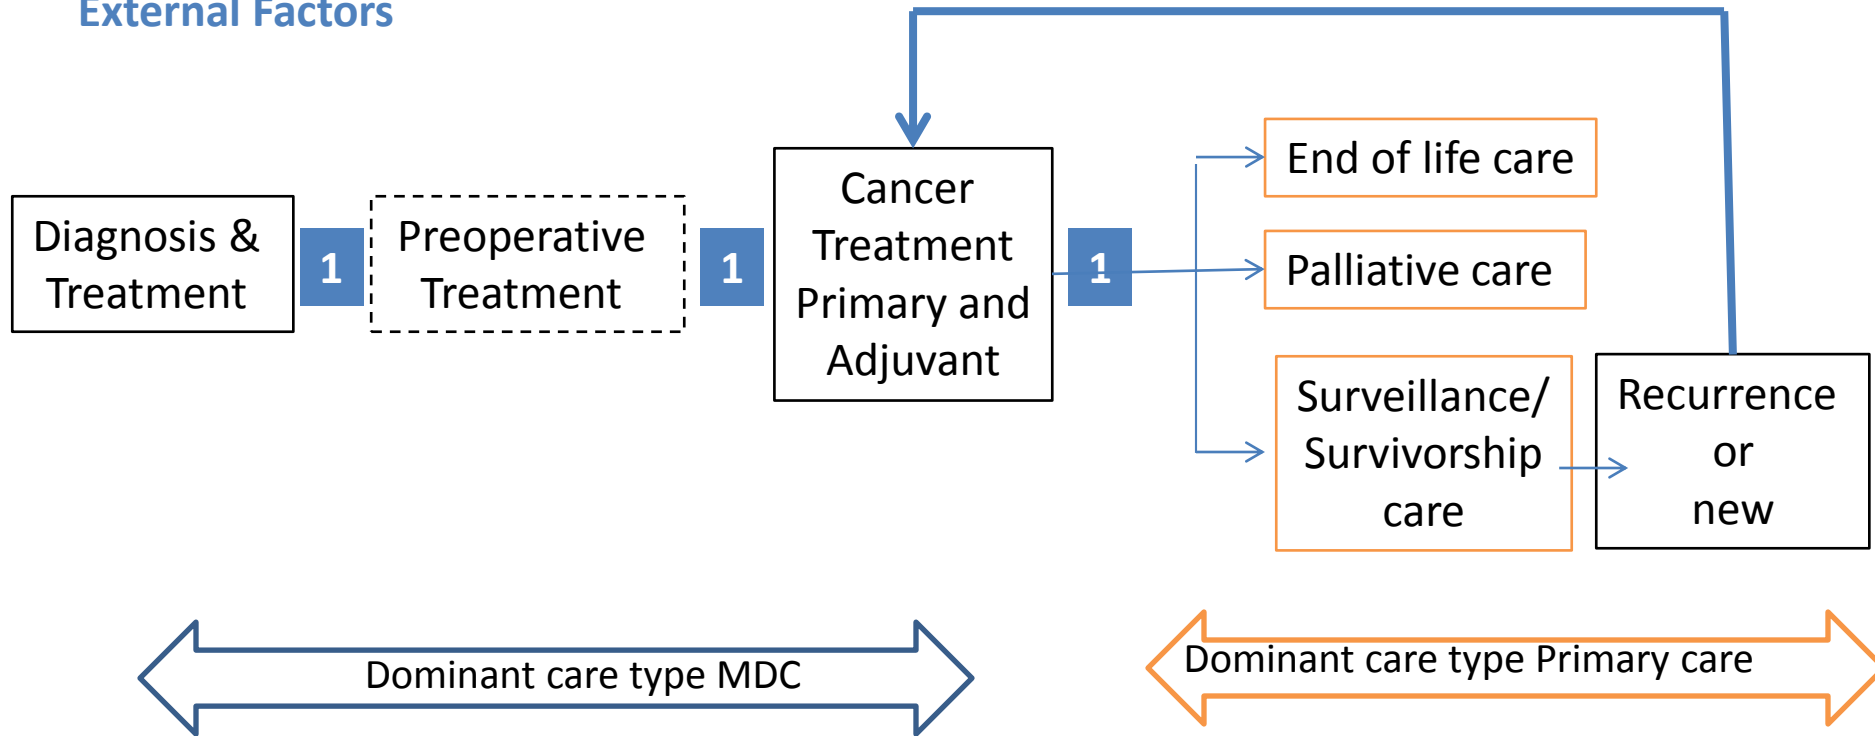 External Factors
Diagnosis &
Treatment
1
Preoperative
Treatment
1
Cancer
Treatment
Primary and
Adjuvant
1
End of life care
Palliative care
Surveillance/
Survivorship
care
Recurrence
or
new
Dominant care type MDC
Dominant care type Primary care